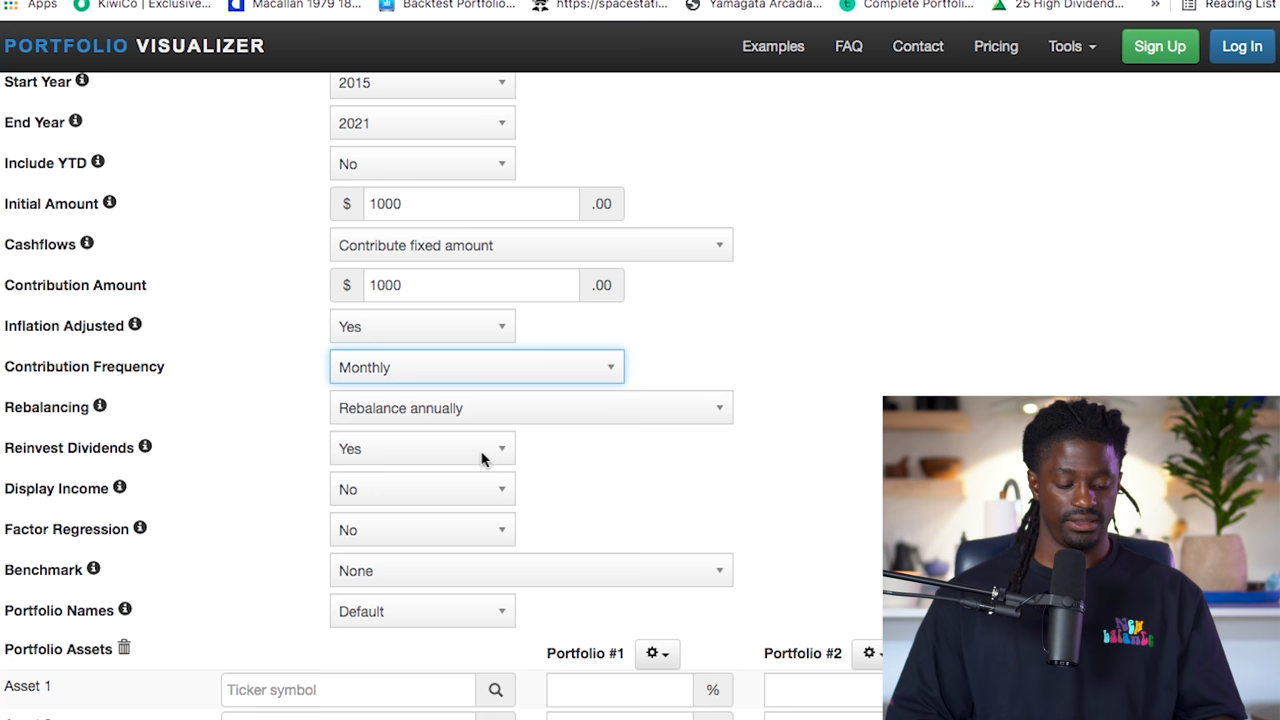 Apps KiwiCo | Exclusive... Macallan 1979 18... Backtest Portfolio... https://spacestati... Yamagata Arcadia... Complete Portfoli... 25 High Dividend... » Reading List
PORTFOLIO VISUALIZER Examples FAQ Contact Pricing Tools Sign Up Log In
Start Year 2015
End Year 2021
Include YTD No
Initial Amount $ 1000 .00
Cashflows Contribute fixed amount
Contribution Amount $ 1000 .00
Inflation Adjusted Yes
Contribution Frequency Monthly
Rebalancing Rebalance annually
Reinvest Dividends Yes
Display Income No
Factor Regression No
Benchmark None
Portfolio Names Default
Portfolio Assets Portfolio #1 Portfolio #2
Asset 1 Ticker symbol %
New
balance